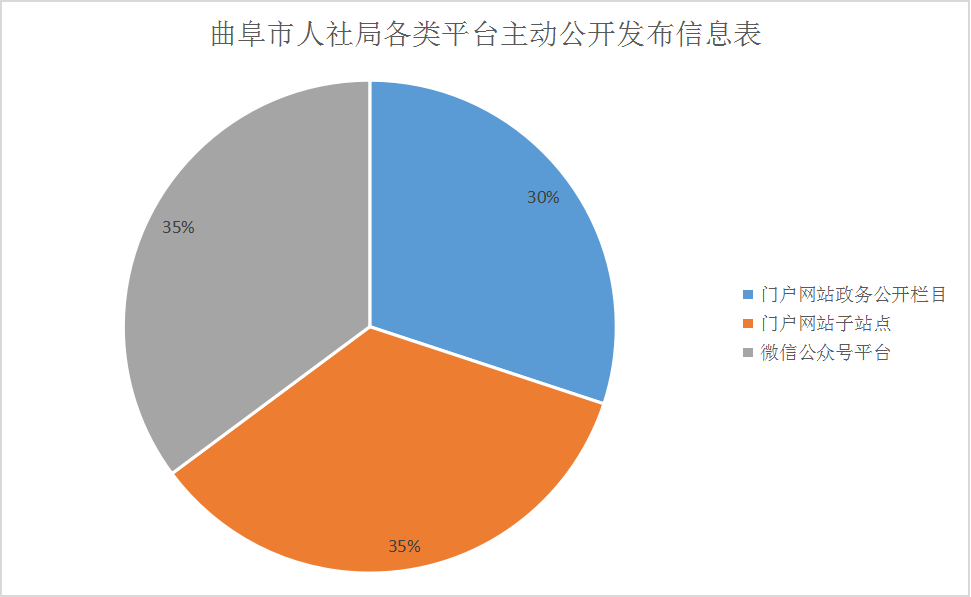 曲阜市人社局各类平台主动公开发布信息表
30%
35%
35%
门户网站政务公开栏目
门户网站子站点
微信公众号平台